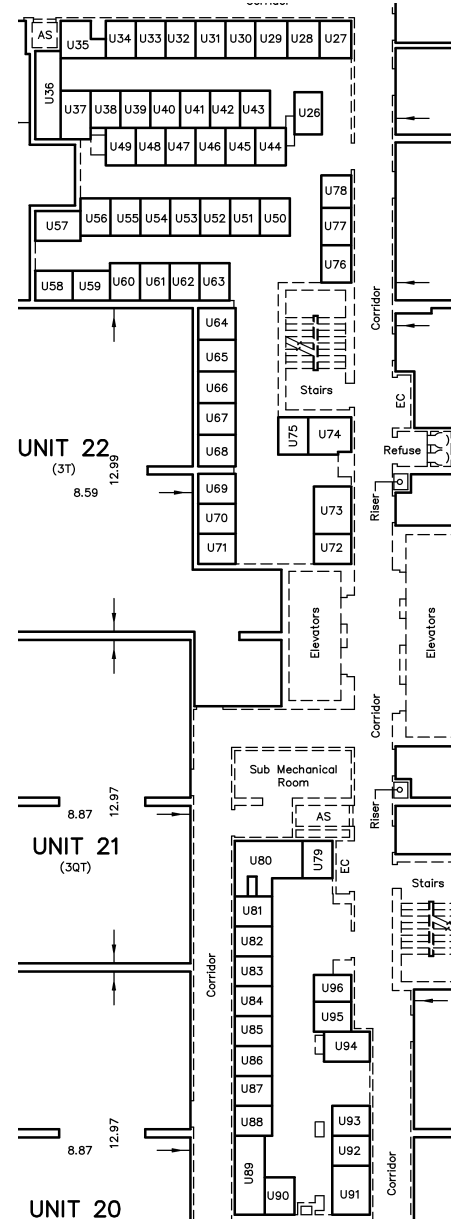 Corridor
AS
U35
U34
U33
U32
U31
U30
U29
U28
U27
U36
U37
U38
U39
U40
U41
U42
U43
U26
U49
U48
U47
U46
U45
U44
U78
U57
U56
U55
U54
U53
U52
U51
U50
U77
U76
U58
U59
U60
U61
U62
U63
Corridor
U64
U65
U66
U67
U68
Stairs
EC
U75
U74
Refuse
UNIT 22
(3T)
12.99
8.59
U69
U70
U71
U73
U72
Riser
Elevators
Elevators
Corridor
Sub Mechanical
Room
AS
Riser
8.87
12.97
UNIT 21
(3QT)
U80
U79
EC
Stairs
U81
U82
U83
U84
U85
U86
U87
U88
U89
U90
Corridor
U96
U95
U94
U93
U92
U91
Corridor
8.87
12.97
UNIT 20